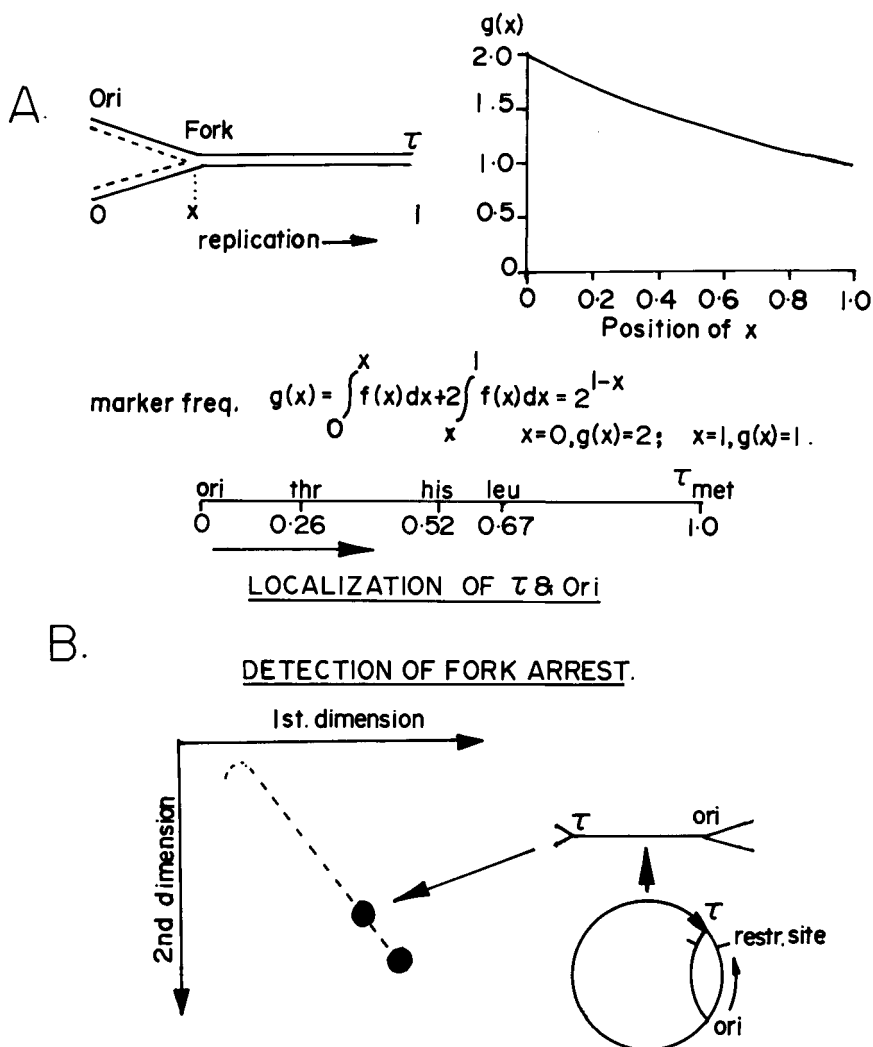 A.
Ori
Fork
τ
0
x
1
replication
g(x)
2·0
1·5
1·0
0·5
0
0
0·2
0·4
0·6
0·8
1·0
Position of x
marker freq. g(x) = ∫₀ˣ f(x)dx+2∫ₓ¹ f(x)dx = 2^1-x
x=0, g(x)=2; x=1, g(x)=1.
ori thr his leu τ met
0 0·26 0·52 0·67 1·0
LOCALIZATION OF τ & Ori
B.
DETECTION OF FORK ARREST.
1st. dimension
2nd dimension
τ ori
τ
restr. site
ori